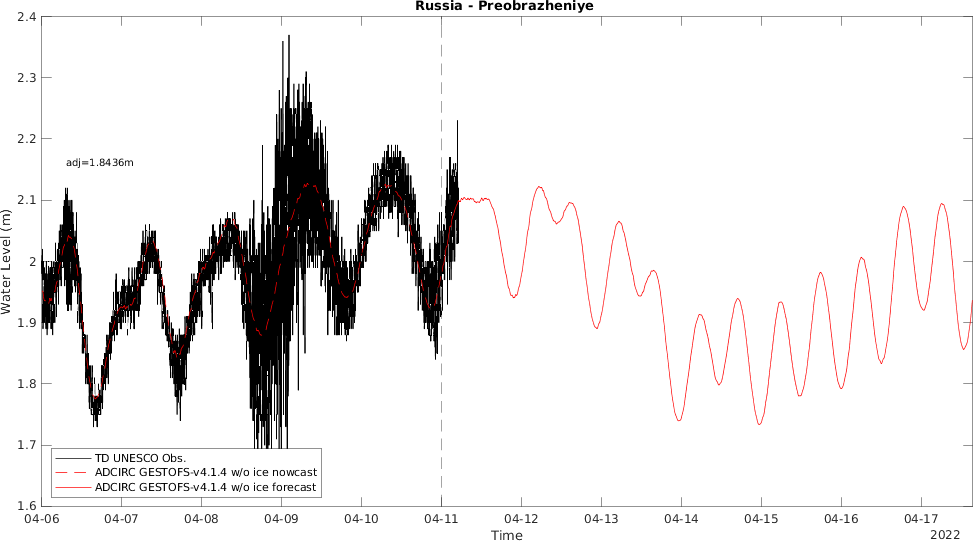 Russia - Preobrazheniye
2.4
2.3
2.2
2.1
2
1.9
1.8
1.7
1.6
Water Level (m)
adj=1.8436m
TD UNESCO Obs.
ADCIRC GESTOFS-v4.1.4 w/o ice nowcast
ADCIRC GESTOFS-v4.1.4 w/o ice forecast
04-06 04-07 04-08 04-09 04-10 04-11 04-12 04-13 04-14 04-15 04-16 04-17
Time
2022